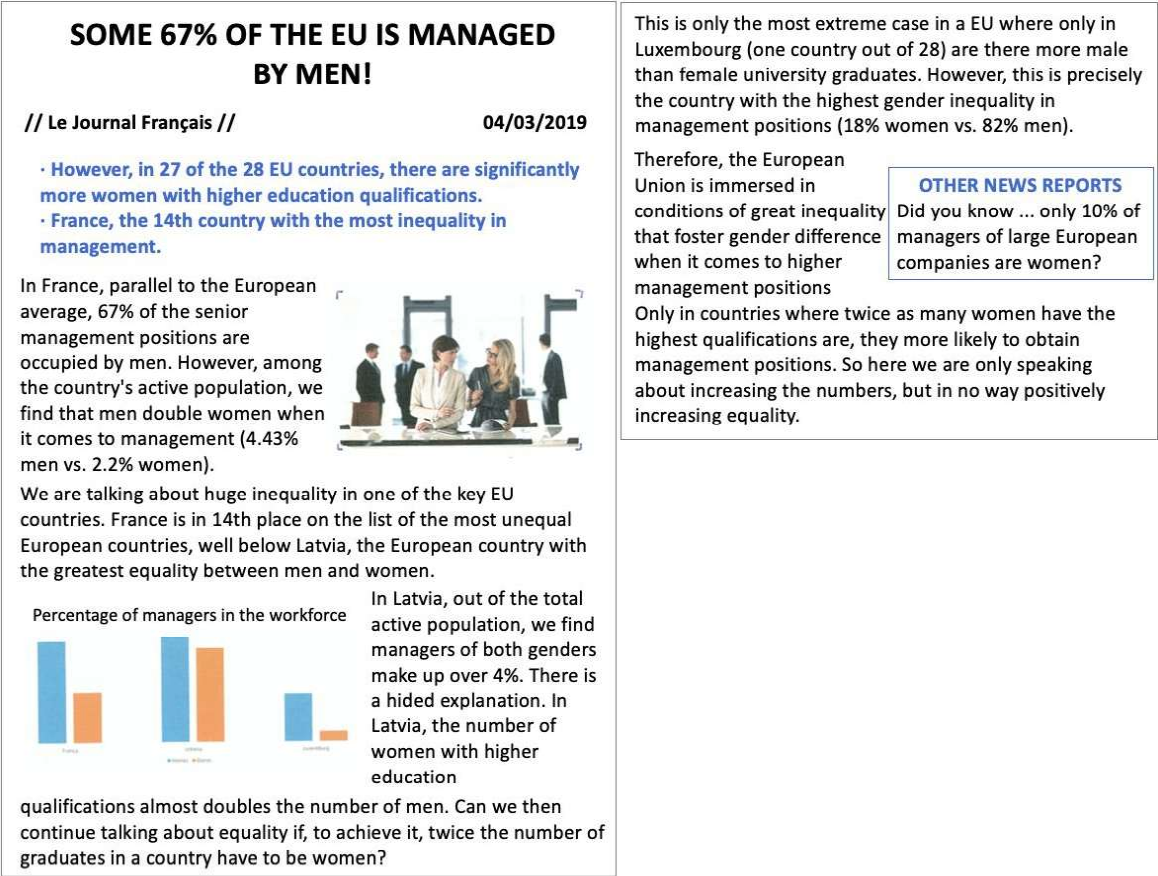 SOME 67% OF THE EU IS MANAGED
BY MEN!
// Le Journal Français //
04/03/2019
· However, in 27 of the 28 EU countries, there are significantly
more women with higher education qualifications.
· France, the 14th country with the most inequality in
management.
In France, parallel to the European
average, 67% of the senior
management positions are
occupied by men. However, among
the country's active population, we
find that men double women when
it comes to management (4.43%
men vs. 2.2% women).
We are talking about huge inequality in one of the key EU
countries. France is in 14th place on the list of the most unequal
European countries, well below Latvia, the European country with
the greatest equality between men and women.
Percentage of managers in the workforce
In Latvia, out of the total
active population, we find
managers of both genders
make up over 4%. There is
a hided explanation. In
Latvia, the number of
women with higher
education
qualifications almost doubles the number of men. Can we then
continue talking about equality if, to achieve it, twice the number of
graduates in a country have to be women?
This is only the most extreme case in a EU where only in
Luxembourg (one country out of 28) are there more male
than female university graduates. However, this is precisely
the country with the highest gender inequality in
management positions (18% women vs. 82% men).
Therefore, the European
Union is immersed in
conditions of great inequality
that foster gender difference
when it comes to higher
management positions
OTHER NEWS REPORTS
Did you know ... only 10% of
managers of large European
companies are women?
Only in countries where twice as many women have the
highest qualifications are, they more likely to obtain
management positions. So here we are only speaking
about increasing the numbers, but in no way positively
increasing equality.